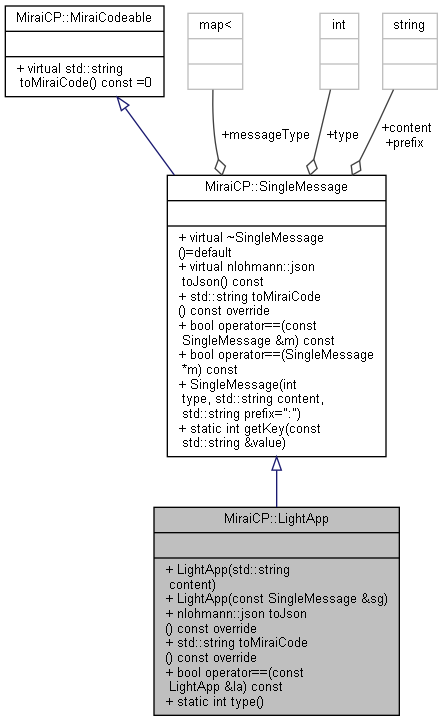 MiraiCP::MiraiCodeable
+ virtual std::string
toMiraiCode() const =0
map<
int
string
+messageType
+type
+content
+prefix
MiraiCP::SingleMessage
+ virtual ~SingleMessage
()=default
+ virtual nlohmann::json
toJson() const
+ std::string toMiraiCode
() const override
+ bool operator==(const
SingleMessage &m) const
+ bool operator==(SingleMessage
*m) const
+ SingleMessage(int
type, std::string content,
std::string prefix=":")
+ static int getKey(const
std::string &value)
MiraiCP::LightApp
+ LightApp(std::string
content)
+ LightApp(const SingleMessage &sg)
+ nlohmann::json toJson
() const override
+ std::string toMiraiCode
() const override
+ bool operator==(const
LightApp &la) const
+ static int type()